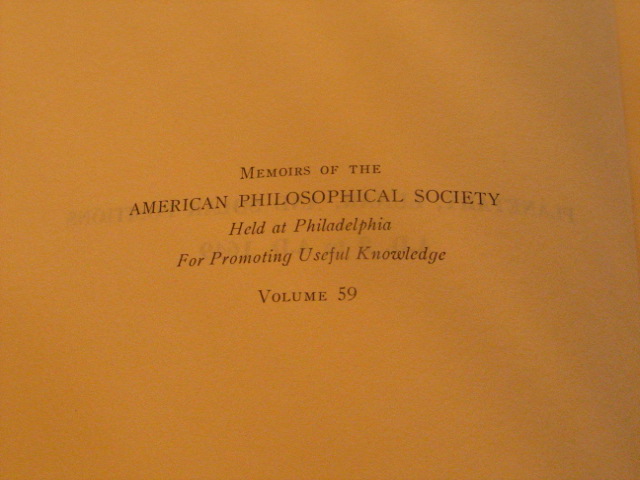 MEMOIRS OF THE
AMERICAN PHILOSOPHICAL SOCIETY
Held at Philadelphia
For Promoting Useful Knowledge
VOLUME 59